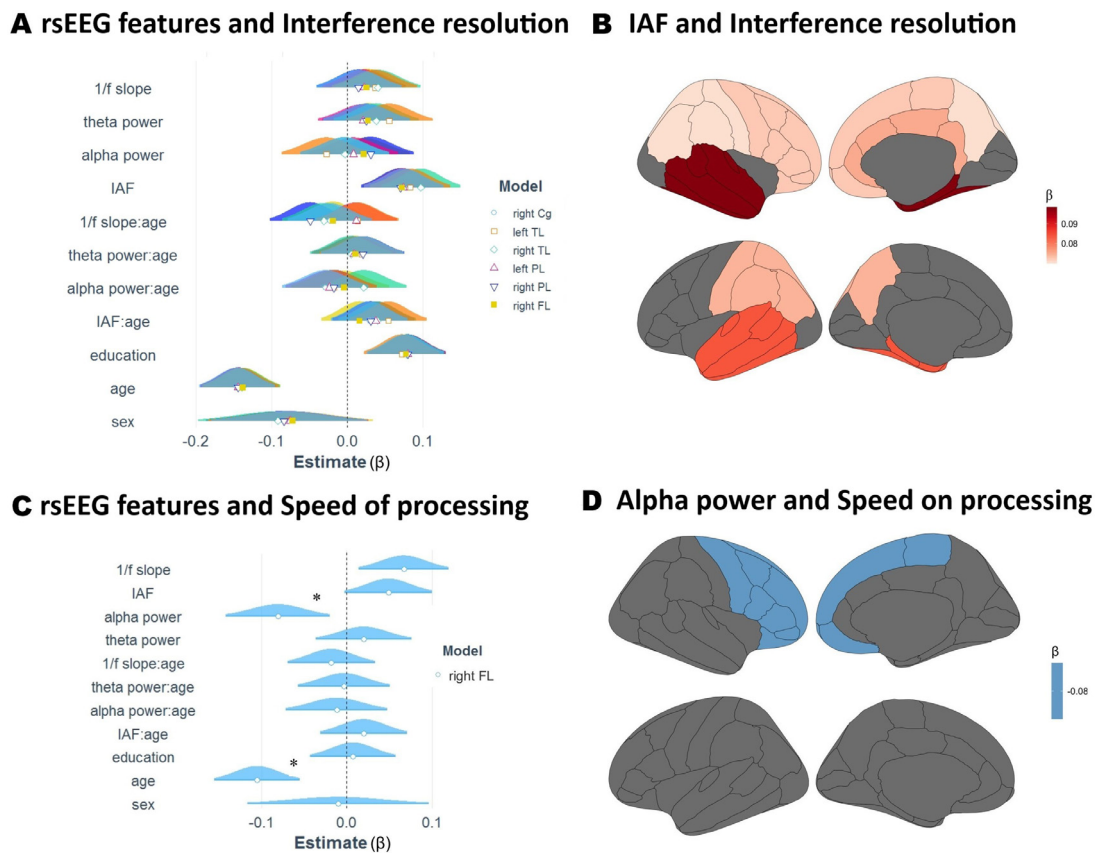 A rsEEG features and Interference resolution
1/f slope
theta power
alpha power
IAF
1/f slope:age
theta power:age
alpha power:age
IAF:age
education
age
sex
-0.2
-0.1
0.0
0.1
Estimate (β)
Model
right Cg
left TL
right TL
left PL
right PL
right FL
B IAF and Interference resolution
β
0.09
0.08
C rsEEG features and Speed of processing
1/f slope
IAF
*
alpha power
theta power
1/f slope:age
theta power:age
alpha power:age
IAF:age
education
*
age
sex
-0.1
0.0
0.1
Estimate (β)
Model
right FL
D Alpha power and Speed on processing
β
-0.08